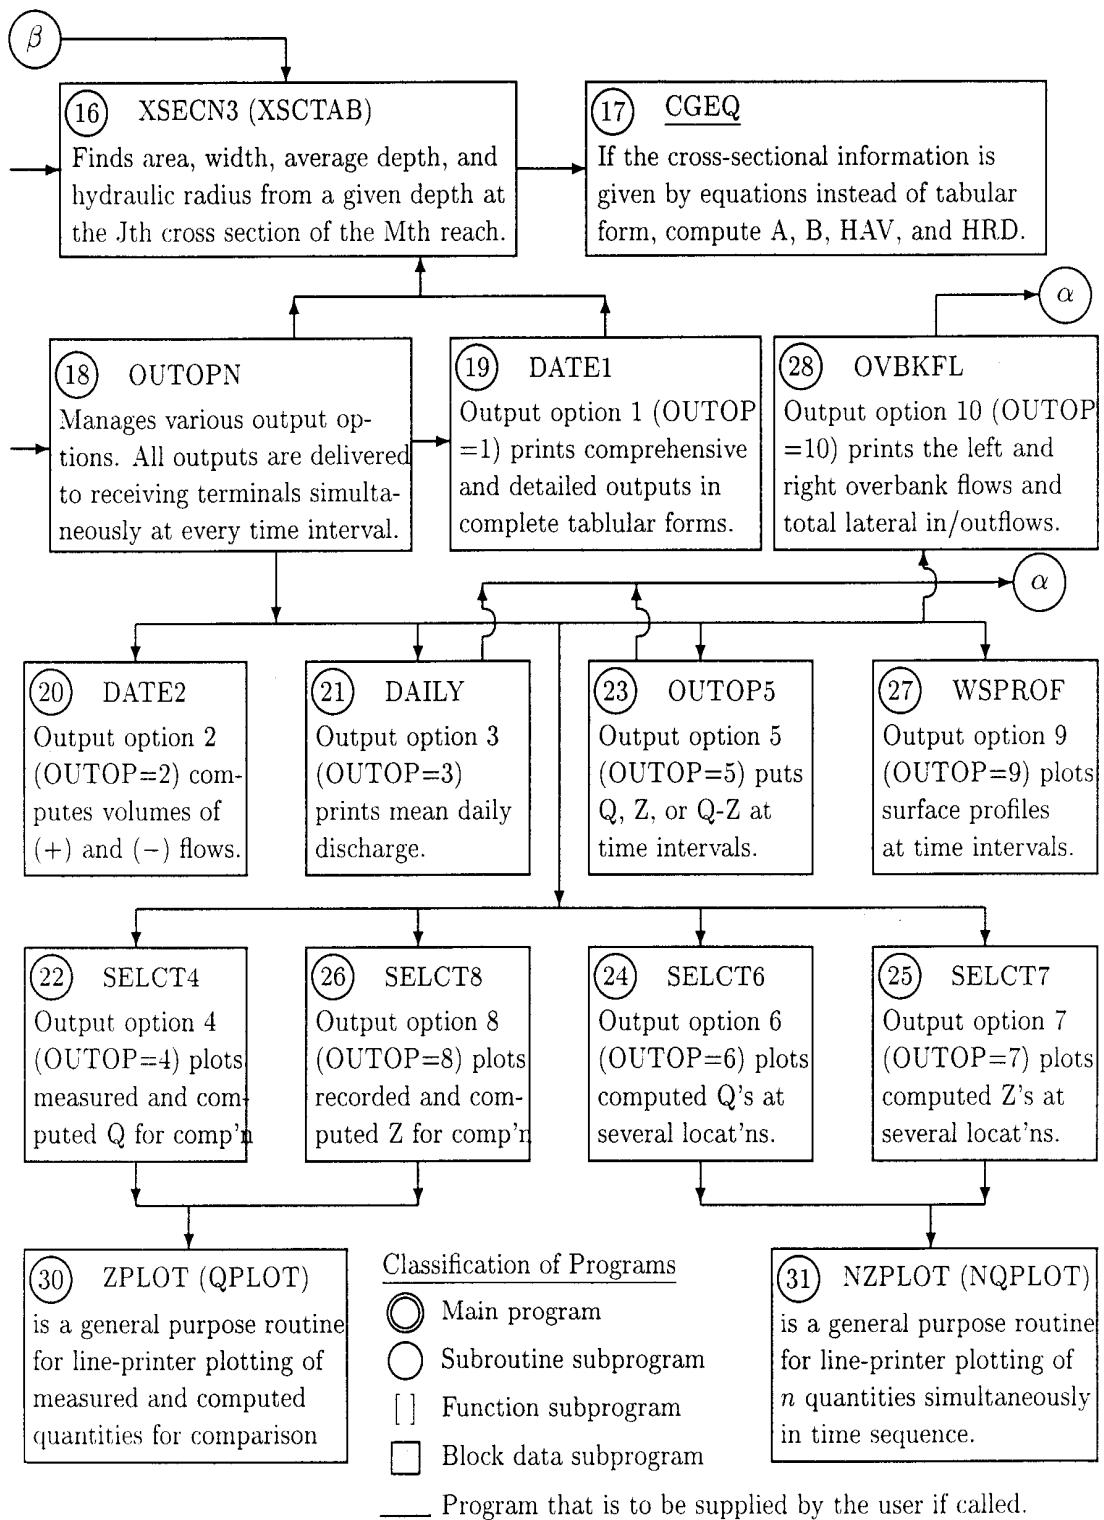 β
16 XSECN3 (XSCTAB)
Finds area, width, average depth, and
hydraulic radius from a given depth at
the Jth cross section of the Mth reach.
17 CGEQ
If the cross-sectional information is
given by equations instead of tabular
form, compute A, B, HAV, and HRD.
α
18 OUTOPN
Manages various output op-
tions. All outputs are delivered
to receiving terminals simulta-
neously at every time interval.
19 DATE1
Output option 1 (OUTOP
=1) prints comprehensive
and detailed outputs in
complete tablular forms.
28 OVBKFL
Output option 10 (OUTOP
=10) prints the left and
right overbank flows and
total lateral in/outflows.
α
20 DATE2
Output option 2
(OUTOP=2) com-
putes volumes of
(+) and (−) flows.
21 DAILY
Output option 3
(OUTOP=3)
prints mean daily
discharge.
23 OUTOP5
Output option 5
(OUTOP=5) puts
Q, Z, or Q-Z at
time intervals.
27 WSPROF
Output option 9
(OUTOP=9) plots
surface profiles
at time intervals.
22 SELCT4
Output option 4
(OUTOP=4) plots
measured and com-
puted Q for comp'n
26 SELCT8
Output option 8
(OUTOP=8) plots
recorded and com-
puted Z for comp'n
24 SELCT6
Output option 6
(OUTOP=6) plots
computed Q's at
several locat'ns.
25 SELCT7
Output option 7
(OUTOP=7) plots
computed Z's at
several locat'ns.
30 ZPLOT (QPLOT)
is a general purpose routine
for line-printer plotting of
measured and computed
quantities for comparison
Classification of Programs
Main program
Subroutine subprogram
[ ] Function subprogram
Block data subprogram
Program that is to be supplied by the user if called.
31 NZPLOT (NQPLOT)
is a general purpose routine
for line-printer plotting of
n quantities simultaneously
in time sequence.